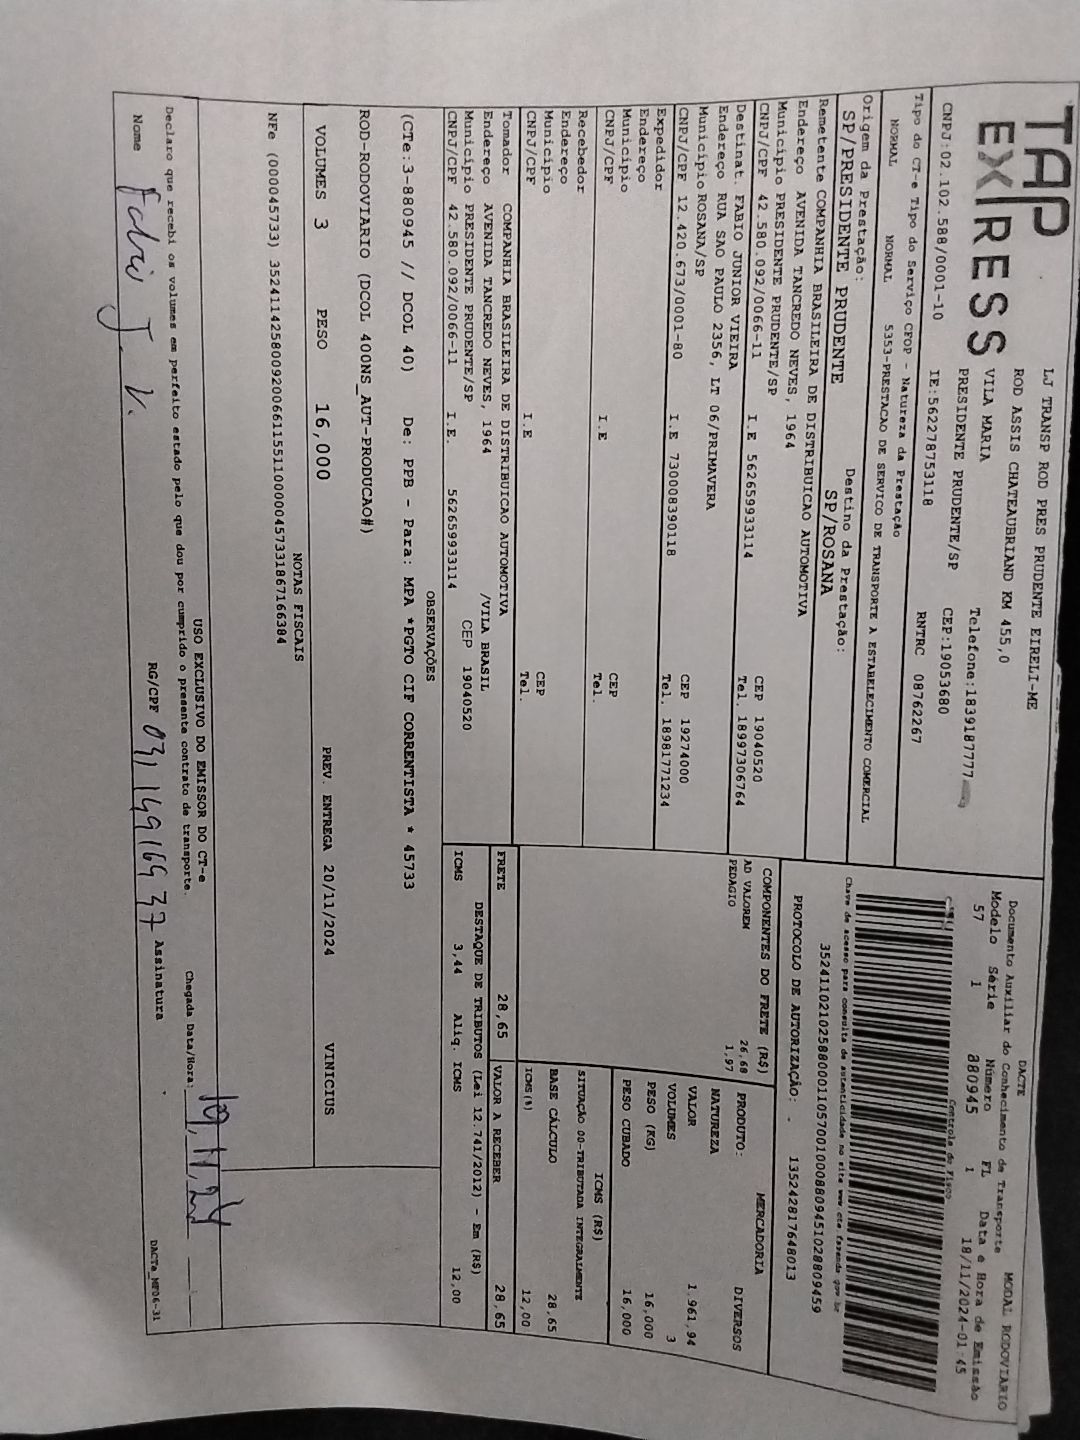 TAP
EXPRESS
LJ TRANSP ROD PRES PRUDENTE EIRELI-ME
ROD ASSIS CHATEAUBRIAND KM 455,0
VILA MARIA Telefone:1839187777
PRESIDENTE PRUDENTE/SP CEP:19053680
CNPJ:02.102.588/0001-10 IE:562278753118 RNTRC 08762267
Tipo do CT-e Tipo do Serviço CFOP - Natureza da Prestação
NORMAL NORMAL 5353-PRESTACAO DE SERVICO DE TRANSPORTE A ESTABELECIMENTO COMERCIAL
Origem da Prestação: Destino da Prestação:
SP/PRESIDENTE PRUDENTE SP/ROSANA
Remetente COMPANHIA BRASILEIRA DE DISTRIBUICAO AUTOMOTIVA
Endereço AVENIDA TANCREDO NEVES, 1964
Município PRESIDENTE PRUDENTE/SP CEP 19040520
CNPJ/CPF 42.580.092/0066-11 I.E 562659933114 Tel. 18997306764
Destinat. FABIO JUNIOR VIEIRA
Endereço RUA SAO PAULO 2356, LT 06/PRIMAVERA
Município ROSANA/SP CEP 19274000
CNPJ/CPF 12.420.673/0001-80 I.E 730008390118 Tel. 18981771234
Expedidor
Endereço
Município CEP
CNPJ/CPF I.E Tel.
Recebedor
Endereço
Município CEP
CNPJ/CPF I.E Tel.
Tomador COMPANHIA BRASILEIRA DE DISTRIBUICAO AUTOMOTIVA
Endereço AVENIDA TANCREDO NEVES, 1964 /VILA BRASIL
Município PRESIDENTE PRUDENTE/SP CEP 19040520
CNPJ/CPF 42.580.092/0066-11 I.E. 562659933114
DACTE MODAL RODOVIARIO
Documento Auxiliar do Conhecimento de Transporte
Modelo Série Número FL Data e Hora de Emissão
57 1 880945 1 18/11/2024-01:45
Controle do Fisco
Chave de acesso para consulta de autenticidade no site www.cte.fazenda.gov.br
35241102102588000110570010008809451028809459
PROTOCOLO DE AUTORIZAÇÃO: . 135242817648013
COMPONENTES DO FRETE (R$)
AD VALOREM 26,68
PEDAGIO 1,97
MERCADORIA
PRODUTO: DIVERSOS
NATUREZA
VALOR 1.961,94
VOLUMES 3
PESO (KG) 16,000
PESO CUBADO 16,000
ICMS (R$)
SITUAÇÃO 00-TRIBUTADA INTEGRALMENTE
BASE CÁLCULO 28,65
ICMS(%) 12,00
FRETE 28,65 VALOR A RECEBER 28,65
DESTAQUE DE TRIBUTOS (Lei 12.741/2012) - Em (R$)
ICMS 3,44 Aliq. ICMS 12,00
OBSERVAÇÕES
(CTe:3-880945 // DCOL 40) De: PPB - Para: MPA *PGTO CIF CORRENTISTA * 45733
ROD-RODOVIARIO (DCOL 400NS_AUT-PRODUCAO#)
VOLUMES 3 PESO 16,000 PREV. ENTREGA 20/11/2024 VINICIUS
NOTAS FISCAIS
NFe (000045733) 35241142580092006611551100000457331867166384
USO EXCLUSIVO DO EMISSOR DO CT-e
Declaro que recebi os volumes em perfeito estado pelo que dou por cumprido o presente contrato de transporte. Chegada Data/Hora: 19,11,24
Nome Fabio J. V. RG/CPF 031 149 169 37 Assinatura
DACTe_MF06-31